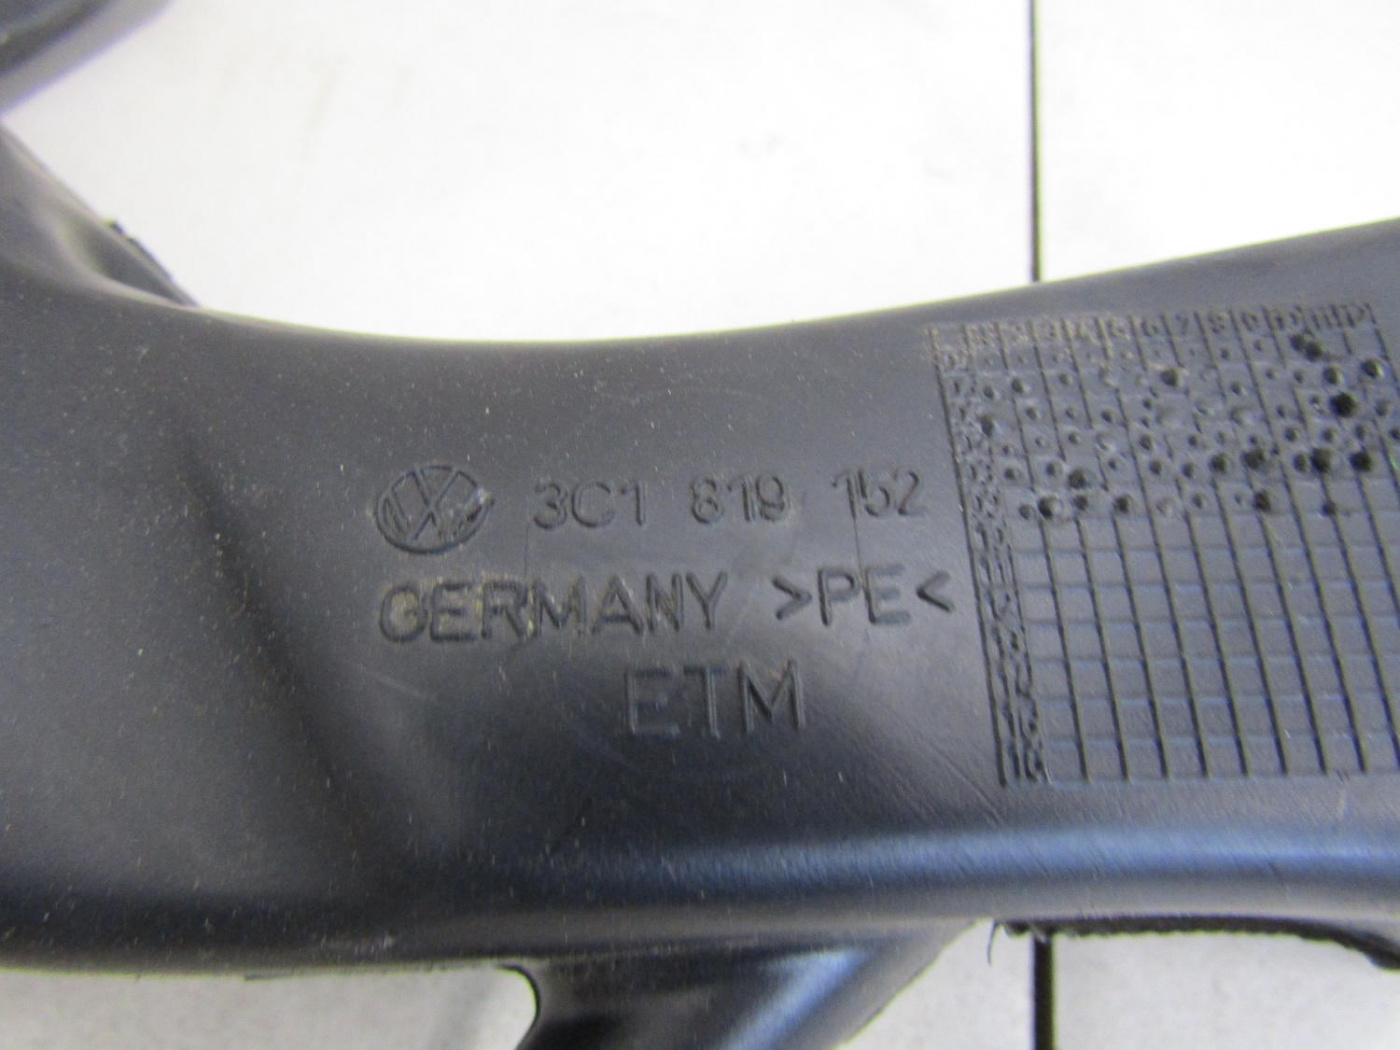 3C1 819 152
GERMANY >PE<
ETM